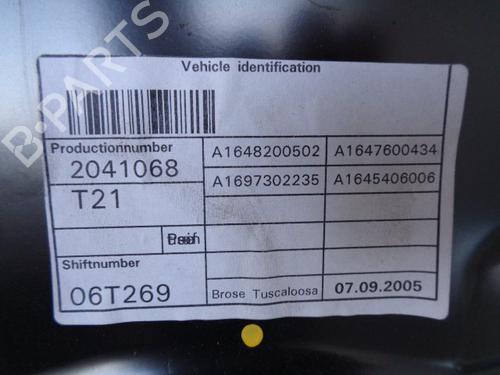 Vehicle identification
Productionnumber
2041068
T21
Shiftnumber
06T269
A1648200502 A1647600434
A1697302235 A1645406006
Brose Tuscaloosa 07.09.2005
B-PARTS